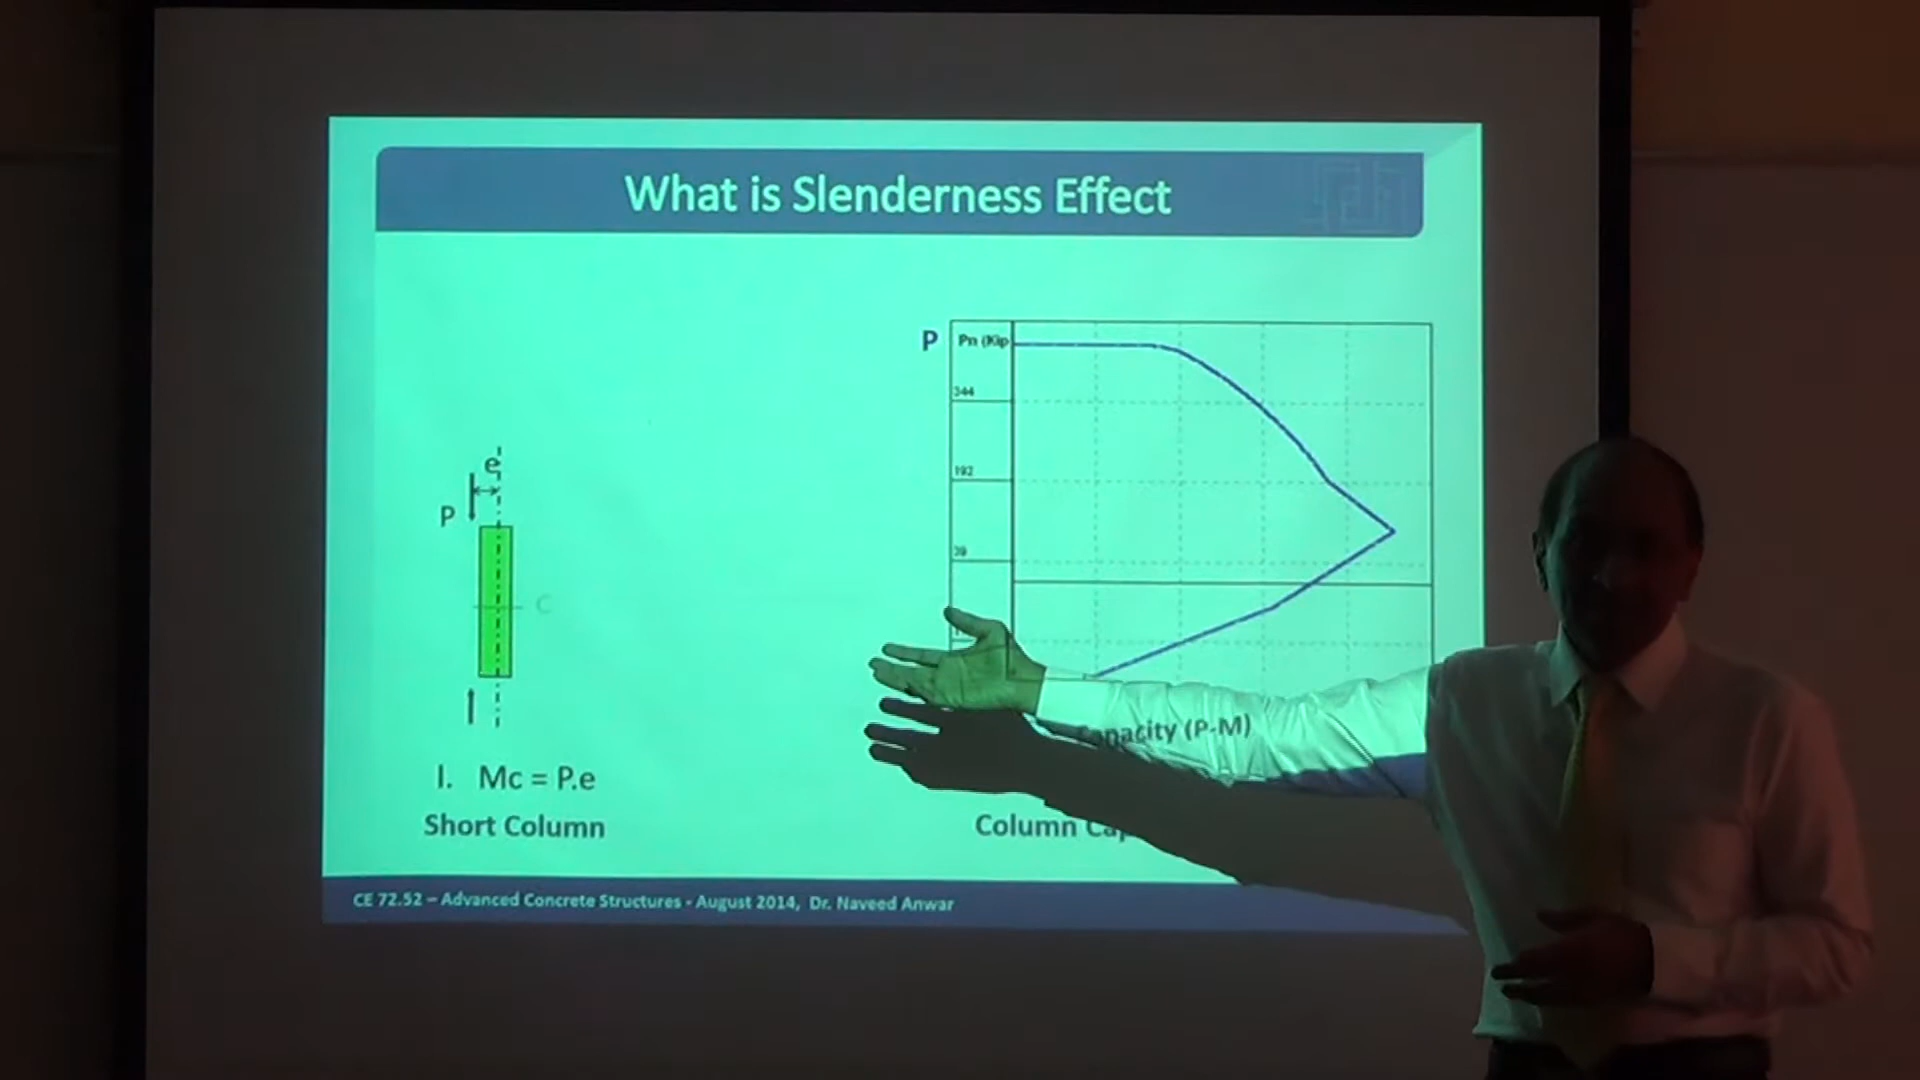 What is Slenderness Effect
P
Pn (Kip
344
192
39
e
P
C
Capacity (P-M)
I. Mc = P.e
Short Column
Column
CE 72.52 – Advanced Concrete Structures - August 2014, Dr. Naveed Anwar